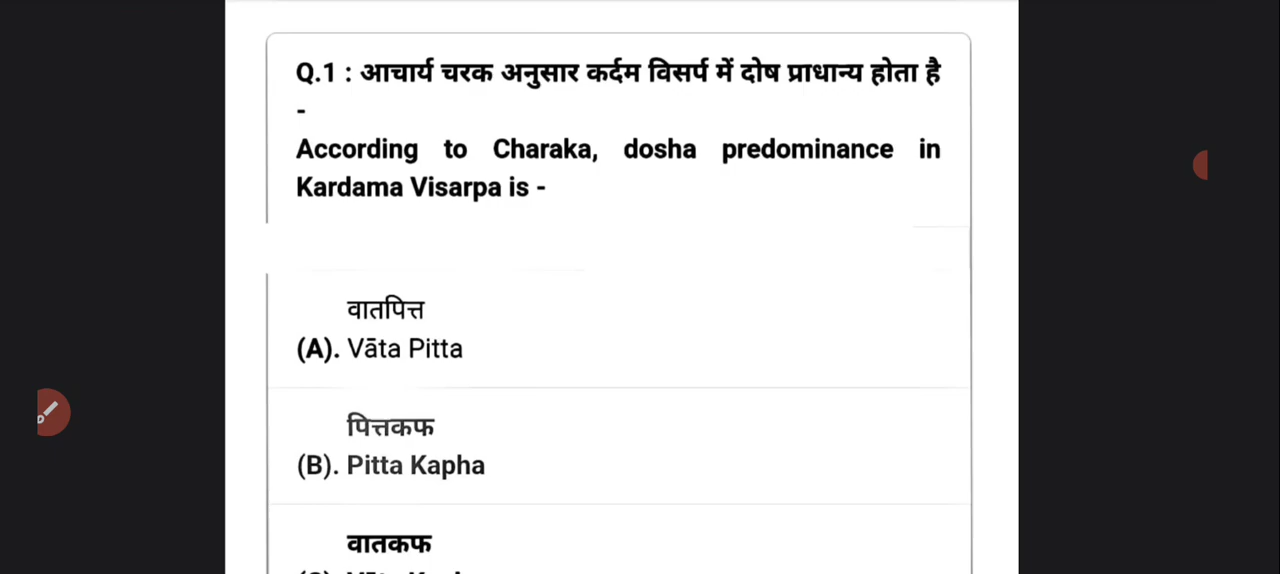 Q.1 : आचार्य चरक अनुसार कर्दम विसर्प में दोष प्राधान्य होता है
-
According to Charaka, dosha predominance in
Kardama Visarpa is -
वातपित्त
(A). Vāta Pitta
पित्तकफ
(B). Pitta Kapha
वातकफ